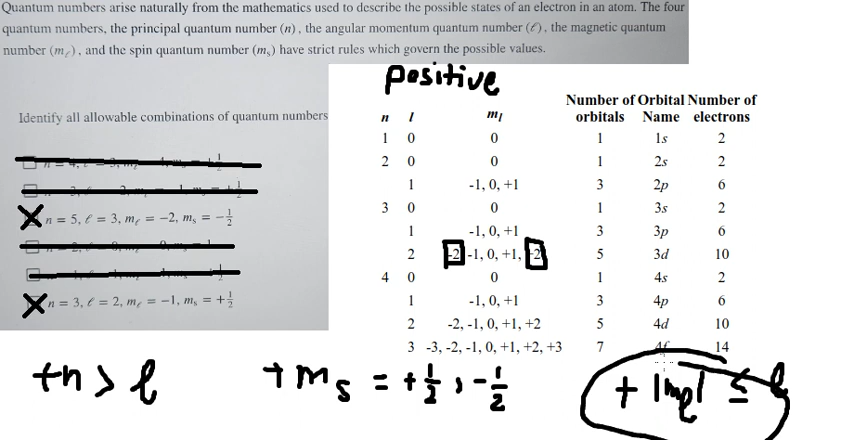 Quantum numbers arise naturally from the mathematics used to describe the possible states of an electron in an atom. The four
quantum numbers, the principal quantum number (n), the angular momentum quantum number (ℓ), the magnetic quantum
number (mℓ), and the spin quantum number (ms) have strict rules which govern the possible values.
positive
Identify all allowable combinations of quantum numbers
n = 5, ℓ = 3, mℓ = −2, ms = −1/2
n = 3, ℓ = 2, mℓ = −1, ms = +1/2
n l ml Number of orbitals Orbital Name Number of electrons
1 0 0 1 1s 2
2 0 0 1 2s 2
1 -1, 0, +1 3 2p 6
3 0 0 1 3s 2
1 -1, 0, +1 3 3p 6
2 -2 -1, 0, +1, +2 5 3d 10
4 0 0 1 4s 2
1 -1, 0, +1 3 4p 6
2 -2, -1, 0, +1, +2 5 4d 10
3 -3, -2, -1, 0, +1, +2, +3 7 4f 14
+n > ℓ
+ms = +1/2, -1/2
+ |mℓ| ≤ ℓ